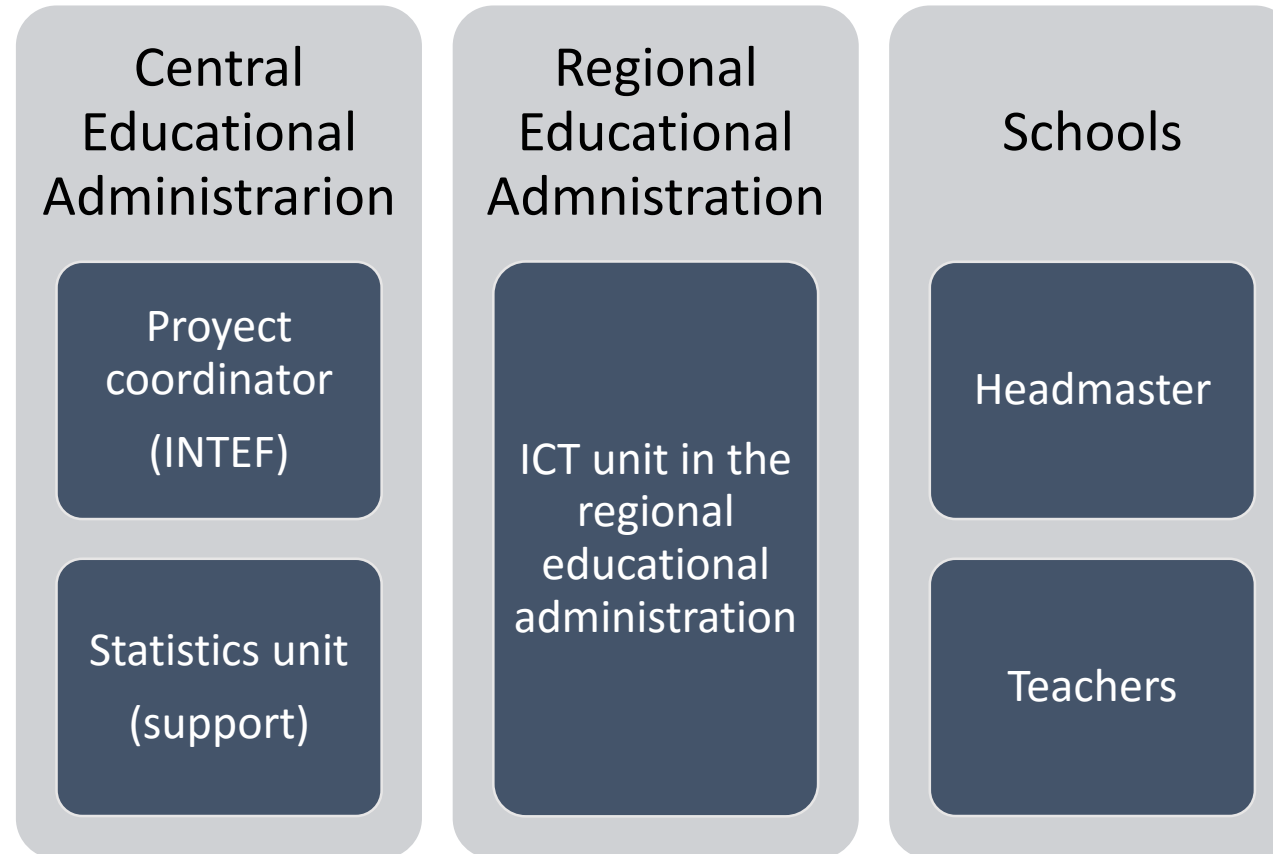 Central
Educational
Administrarion
Proyect
coordinator
(INTEF)
Statistics unit
(support)
Regional
Educational
Admnistration
ICT unit in the
regional
educational
administration
Schools
Headmaster
Teachers